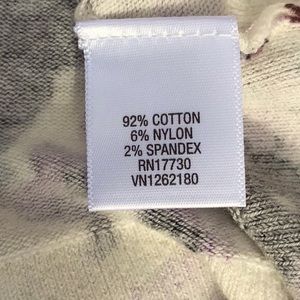 92% COTTON
6% NYLON
2% SPANDEX
RN17730
VN1262180